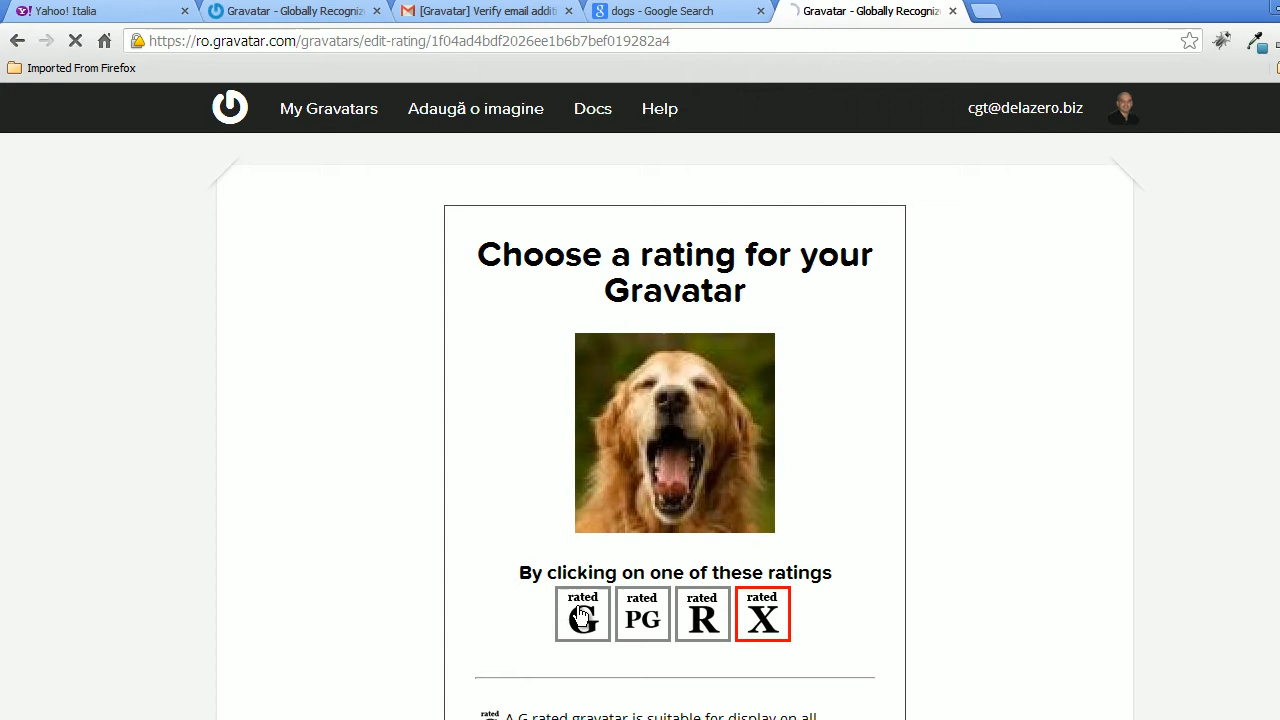 Yahoo! Italia
Gravatar - Globally Recogniz
[Gravatar] Verify email additi
dogs - Google Search
Gravatar - Globally Recogniz
https://ro.gravatar.com/gravatars/edit-rating/1f04ad4bdf2026ee1b6b7bef019282a4
Imported From Firefox
My Gravatars
Adaugă o imagine
Docs
Help
cgt@delazero.biz
Choose a rating for your
Gravatar
By clicking on one of these ratings
rated G
rated PG
rated R
rated X
rated A G rated gravatar is suitable for display on all